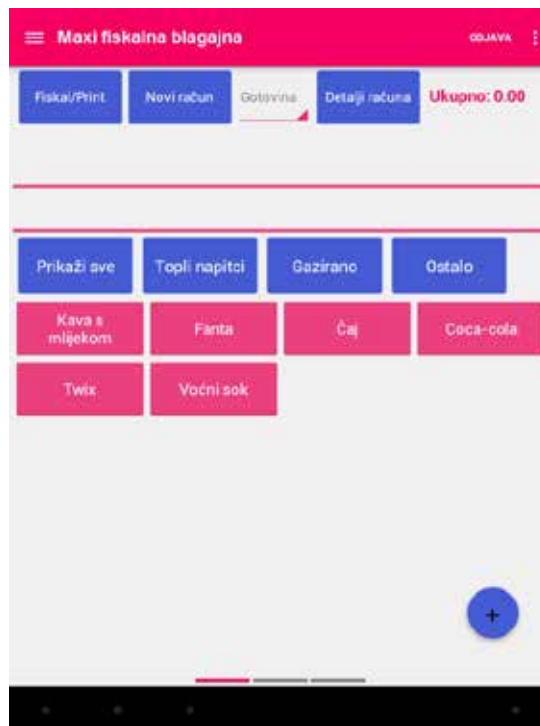 Maxi fiskalna blagajna ODJAVA
Fiskal/Print Novi račun Gotovina Detalji računa Ukupno: 0.00
Prikaži sve Topli napitci Gazirano Ostalo
Kava s
mlijekom Fanta Čaj Coca-cola
Twix Voćni sok
+